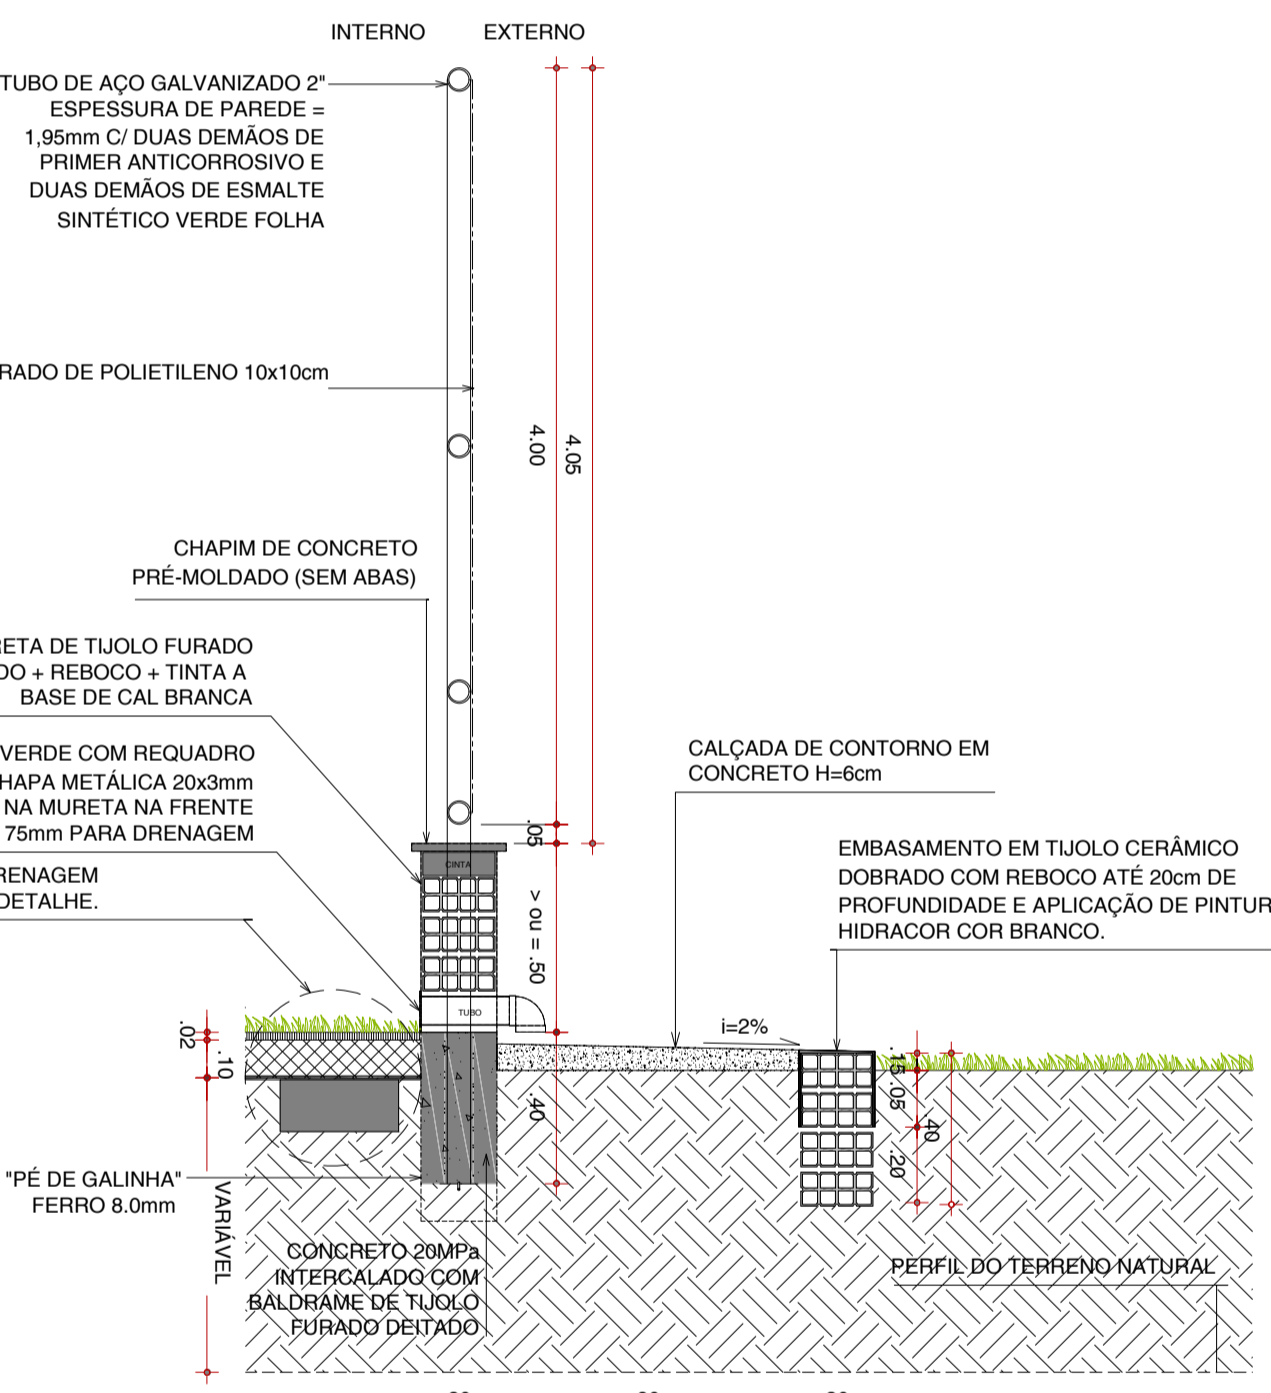 INTERNO EXTERNO
TUBO DE AÇO GALVANIZADO 2"
ESPESSURA DE PAREDE =
1,95mm C/ DUAS DEMÃOS DE
PRIMER ANTICORROSIVO E
DUAS DEMÃOS DE ESMALTE
SINTÉTICO VERDE FOLHA
RADO DE POLIETILENO 10x10cm
4.00
4.05
CHAPIM DE CONCRETO
PRÉ-MOLDADO (SEM ABAS)
RETA DE TIJOLO FURADO
DO + REBOCO + TINTA A
BASE DE CAL BRANCA
VERDE COM REQUADRO
HAPA METÁLICA 20x3mm
NA MURETA NA FRENTE
75mm PARA DRENAGEM
RENAGEM
DETALHE.
CALÇADA DE CONTORNO EM
CONCRETO H=6cm
EMBASAMENTO EM TIJOLO CERÂMICO
DOBRADO COM REBOCO ATÉ 20cm DE
PROFUNDIDADE E APLICAÇÃO DE PINTUR
HIDRACOR COR BRANCO.
.05
CINTA
> ou = .50
TUBO
i=2%
.02
.10
.40
.15
.05
.20
40
"PÉ DE GALINHA"
FERRO 8.0mm
VARIÁVEL
CONCRETO 20MPa
INTERCALADO COM
BALDRAME DE TIJOLO
FURADO DEITADO
PERFIL DO TERRENO NATURAL